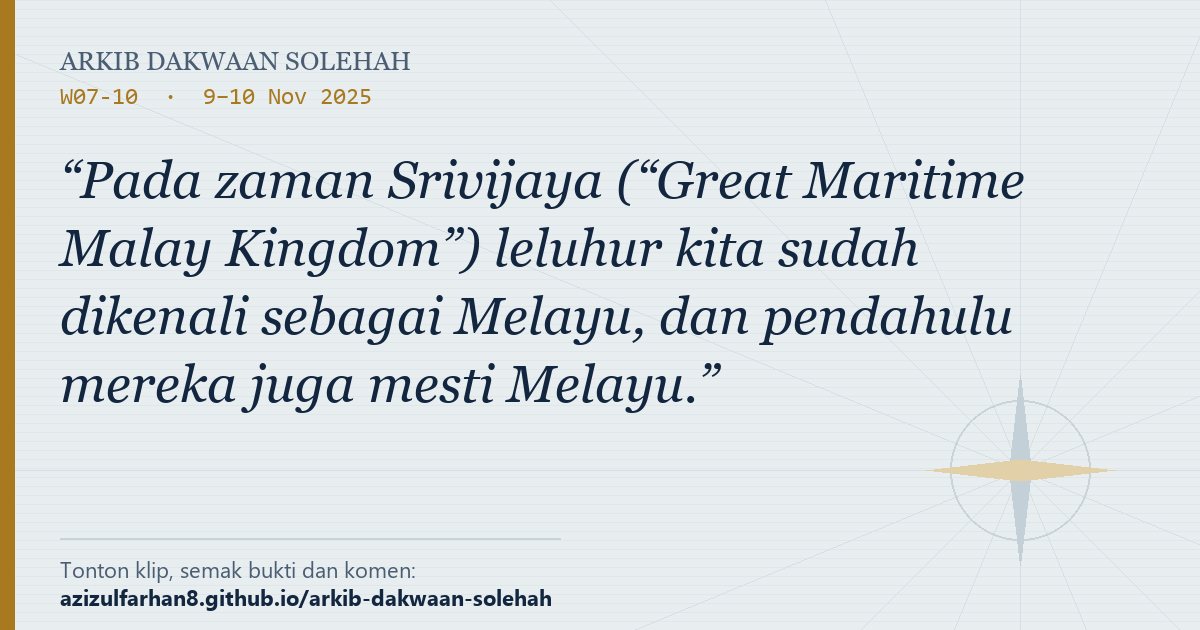 ARKIB DAKWAAN SOLEHAH
W07-10 · 9–10 Nov 2025
“Pada zaman Srivijaya (“Great Maritime
Malay Kingdom”) leluhur kita sudah
dikenali sebagai Melayu, dan pendahulu
mereka juga mesti Melayu.”
Tonton klip, semak bukti dan komen:
azizulfarhan8.github.io/arkib-dakwaan-solehah